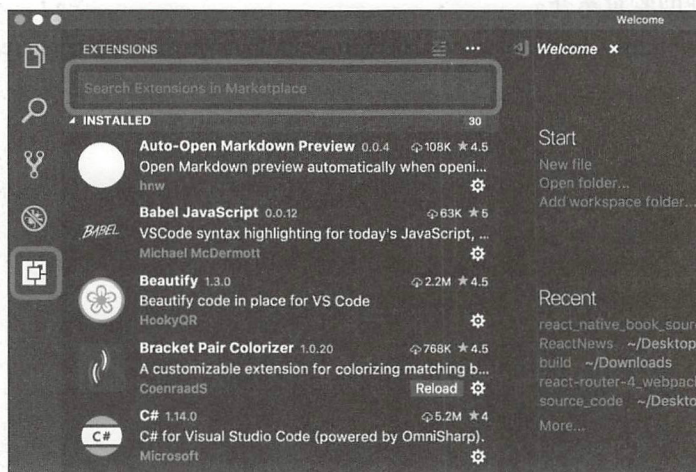 Welcome
EXTENSIONS
Welcome ×
Search Extensions in Marketplace
INSTALLED 30
Auto-Open Markdown Preview 0.0.4 108K ★4.5
Open Markdown preview automatically when openi...
hnw
BABEL
Babel JavaScript 0.0.12 63K ★5
VSCode syntax highlighting for today's JavaScript, ...
Michael McDermott
Beautify 1.3.0 2.2M ★4.5
Beautify code in place for VS Code
HookyQR
Bracket Pair Colorizer 1.0.20 768K ★4.5
A customizable extension for colorizing matching b...
CoenraadS Reload
C#
C# 1.14.0 5.2M ★4
C# for Visual Studio Code (powered by OmniSharp).
Microsoft
Start
New file
Open folder...
Add workspace folder...
Recent
react_native_book_sour
ReactNews ~/Desktop
build ~/Downloads
react-router-4_webpac
source_code ~/Deskto
More...